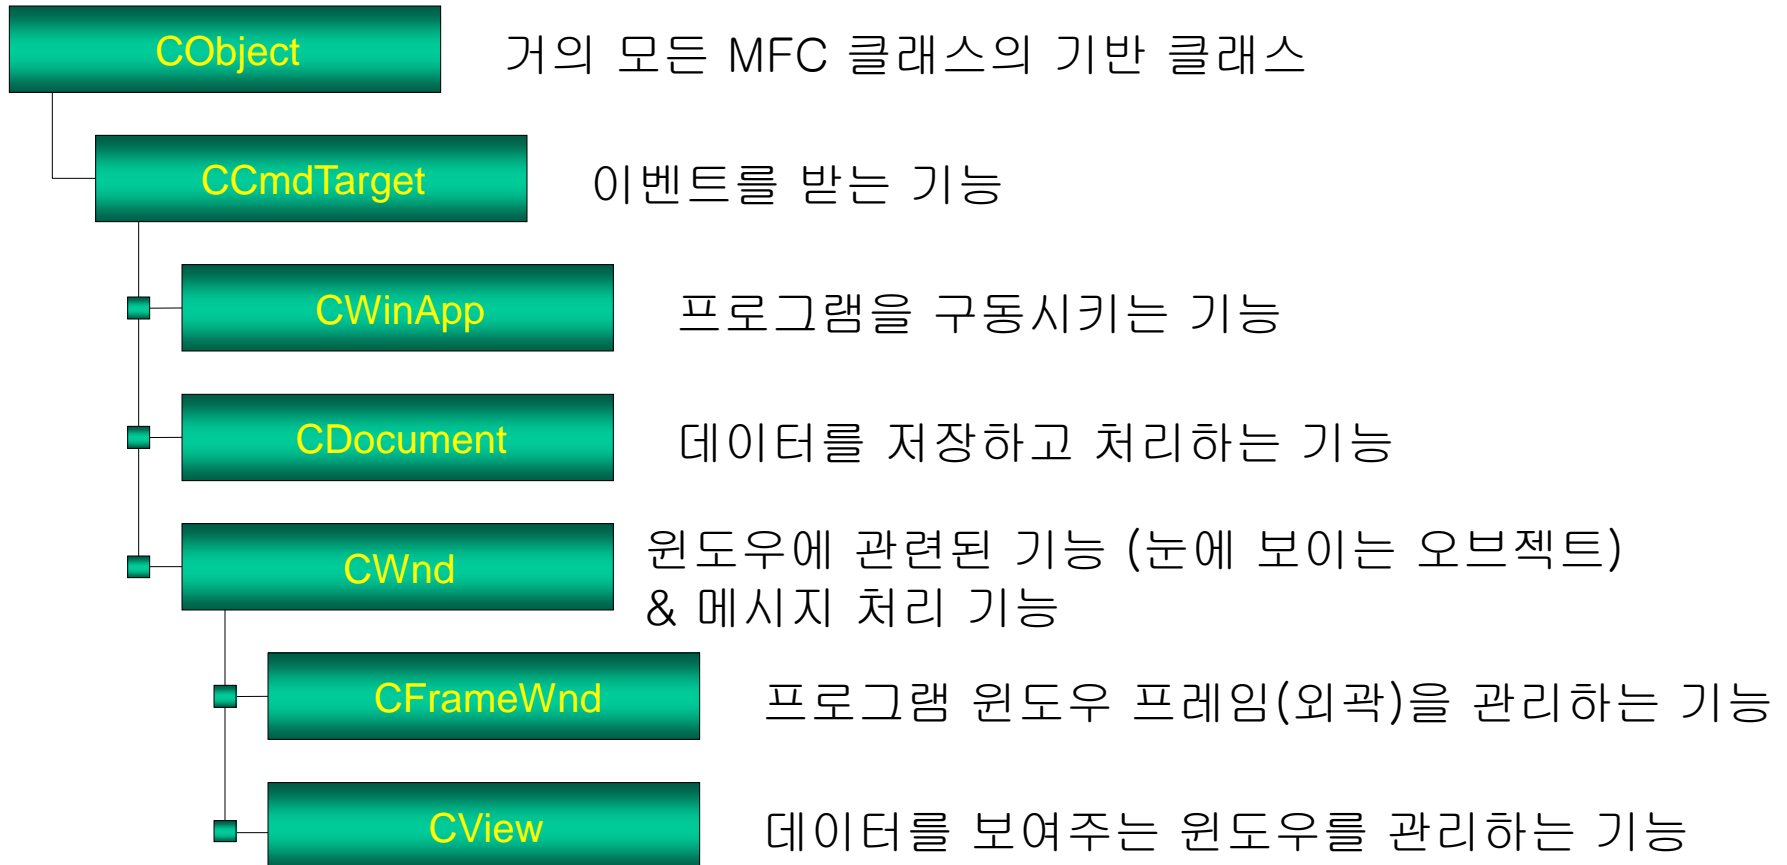 CObject
거의 모든 MFC 클래스의 기반 클래스
CCmdTarget
이벤트를 받는 기능
CWinApp
프로그램을 구동시키는 기능
CDocument
데이터를 저장하고 처리하는 기능
CWnd
윈도우에 관련된 기능 (눈에 보이는 오브젝트)
& 메시지 처리 기능
CFrameWnd
프로그램 윈도우 프레임(외곽)을 관리하는 기능
CView
데이터를 보여주는 윈도우를 관리하는 기능